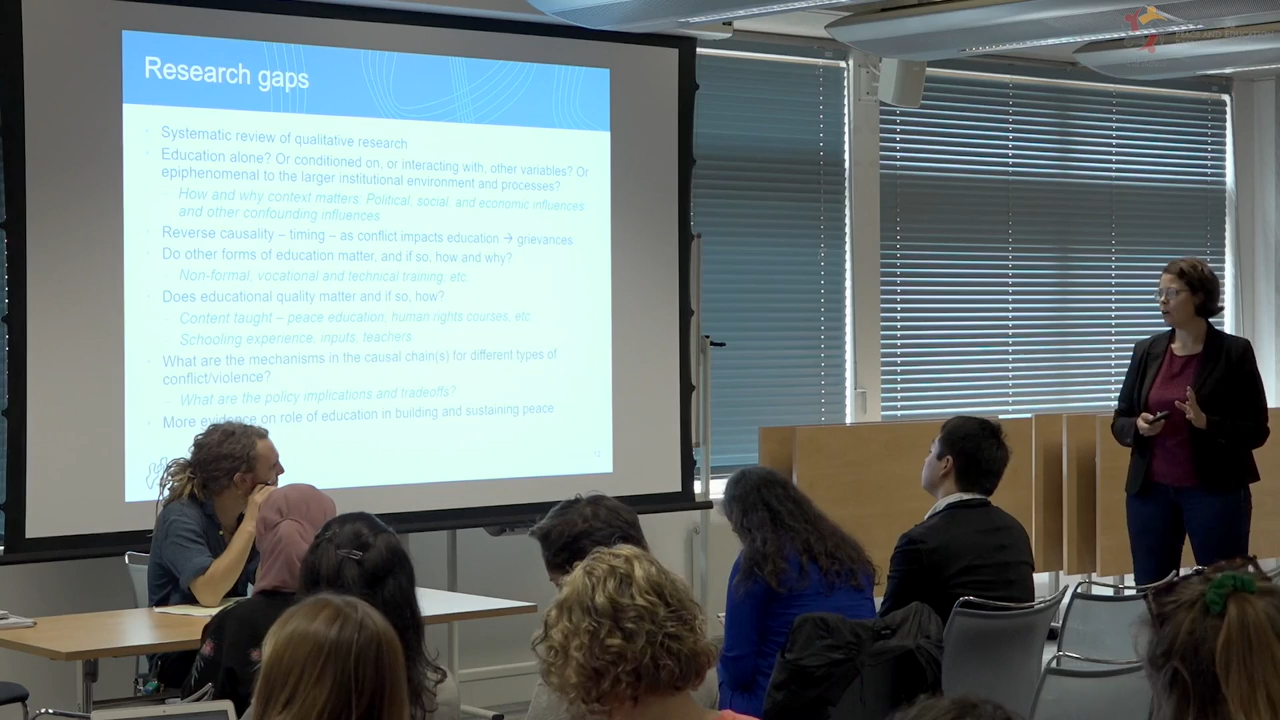 PEACE AND EDUCATION
Research gaps
Systematic review of qualitative research
Education alone? Or conditioned on, or interacting with, other variables? Or
epiphenomenal to the larger institutional environment and processes?
How and why context matters: Political, social, and economic influences
and other confounding influences
Reverse causality – timing – as conflict impacts education → grievances
Do other forms of education matter, and if so, how and why?
Non-formal, vocational and technical training, etc.
Does educational quality matter and if so, how?
Content taught – peace education, human rights courses, etc.
Schooling experience, inputs, teachers
What are the mechanisms in the causal chain(s) for different types of
conflict/violence?
What are the policy implications and tradeoffs?
More evidence on role of education in building and sustaining peace
12